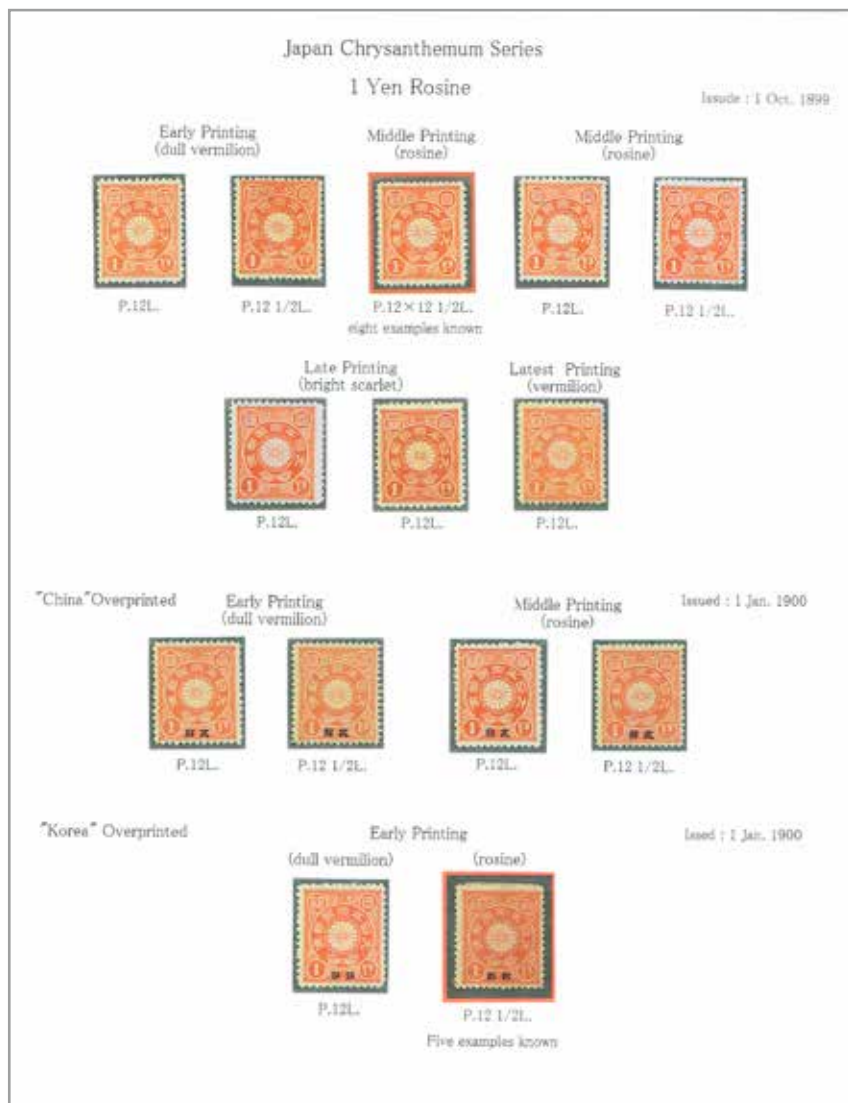 Japan Chrysanthemum Series
1 Yen Rosine
Issude : 1 Oct. 1899
Early Printing
(dull vermilion)
Middle Printing
(rosine)
Middle Printing
(rosine)
P.12L.
P.12 1/2L.
P.12×12 1/2L.
eight examples known
P.12L.
P.12 1/2L.
Late Printing
(bright scarlet)
Latest Printing
(vermilion)
P.12L.
P.12L.
P.12L.
"China"Overprinted
Early Printing
(dull vermilion)
Middle Printing
(rosine)
Issued : 1 Jan. 1900
P.12L.
P.12 1/2L.
P.12L.
P.12 1/2L.
"Korea" Overprinted
Early Printing
Issed : 1 Jan. 1900
(dull vermilion)
(rosine)
P.12L.
P.12 1/2L.
Five examples known